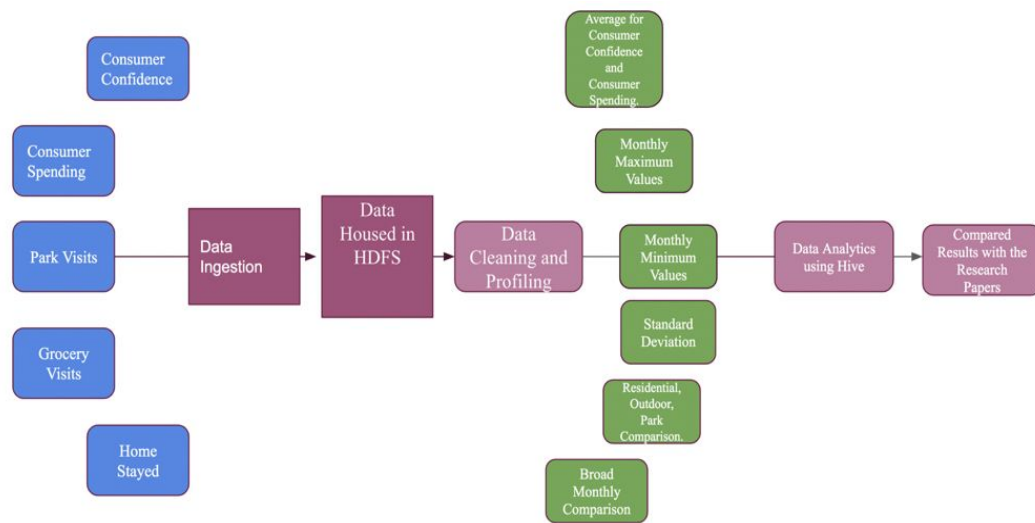 Consumer
Confidence
Consumer
Spending
Park Visits
Grocery
Visits
Home
Stayed
Data
Ingestion
Data
Housed in
HDFS
Data
Cleaning and
Profiling
Average for
Consumer
Confidence
and
Consumer
Spending.
Monthly
Maximum
Values
Monthly
Minimum
Values
Standard
Deviation
Residential,
Outdoor,
Park
Comparison.
Broad
Monthly
Comparison
Data Analytics
using Hive
Compared
Results with the
Research
Papers